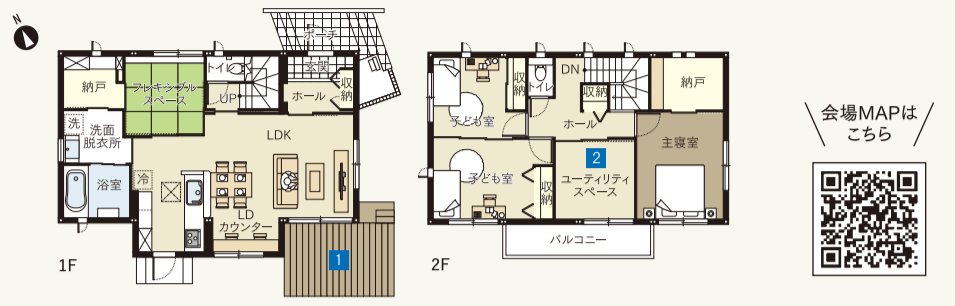 N
ポーチ
玄関
収納
ホール
トイレ
UP
納戸
フレキシブル
スペース
洗
洗面
脱衣所
浴室
冷
LDK
LD
カウンター
1
1F
子ども室
収納
トイレ
DN
収納
ホール
納戸
主寝室
子ども室
収納
2
ユーティリティ
スペース
バルコニー
2F
会場MAPは
こちら